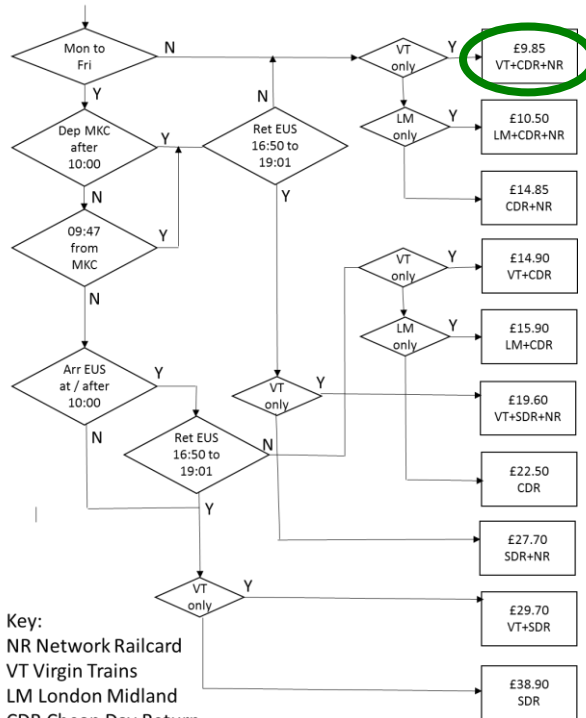 Mon to
Fri
N
Y
VT
only
Y
£9.85
VT+CDR+NR
N
Dep MKC
after
10:00
Y
N
Ret EUS
16:50 to
19:01
Y
LM
only
Y
£10.50
LM+CDR+NR
£14.85
CDR+NR
09:47
from
MKC
Y
N
VT
only
Y
£14.90
VT+CDR
LM
only
Y
£15.90
LM+CDR
Arr EUS
at / after
10:00
Y
N
VT
only
Y
£19.60
VT+SDR+NR
Ret EUS
16:50 to
19:01
N
Y
£22.50
CDR
£27.70
SDR+NR
VT
only
Y
£29.70
VT+SDR
£38.90
SDR
Key:
NR Network Railcard
VT Virgin Trains
LM London Midland
CDR Cheap Day Return